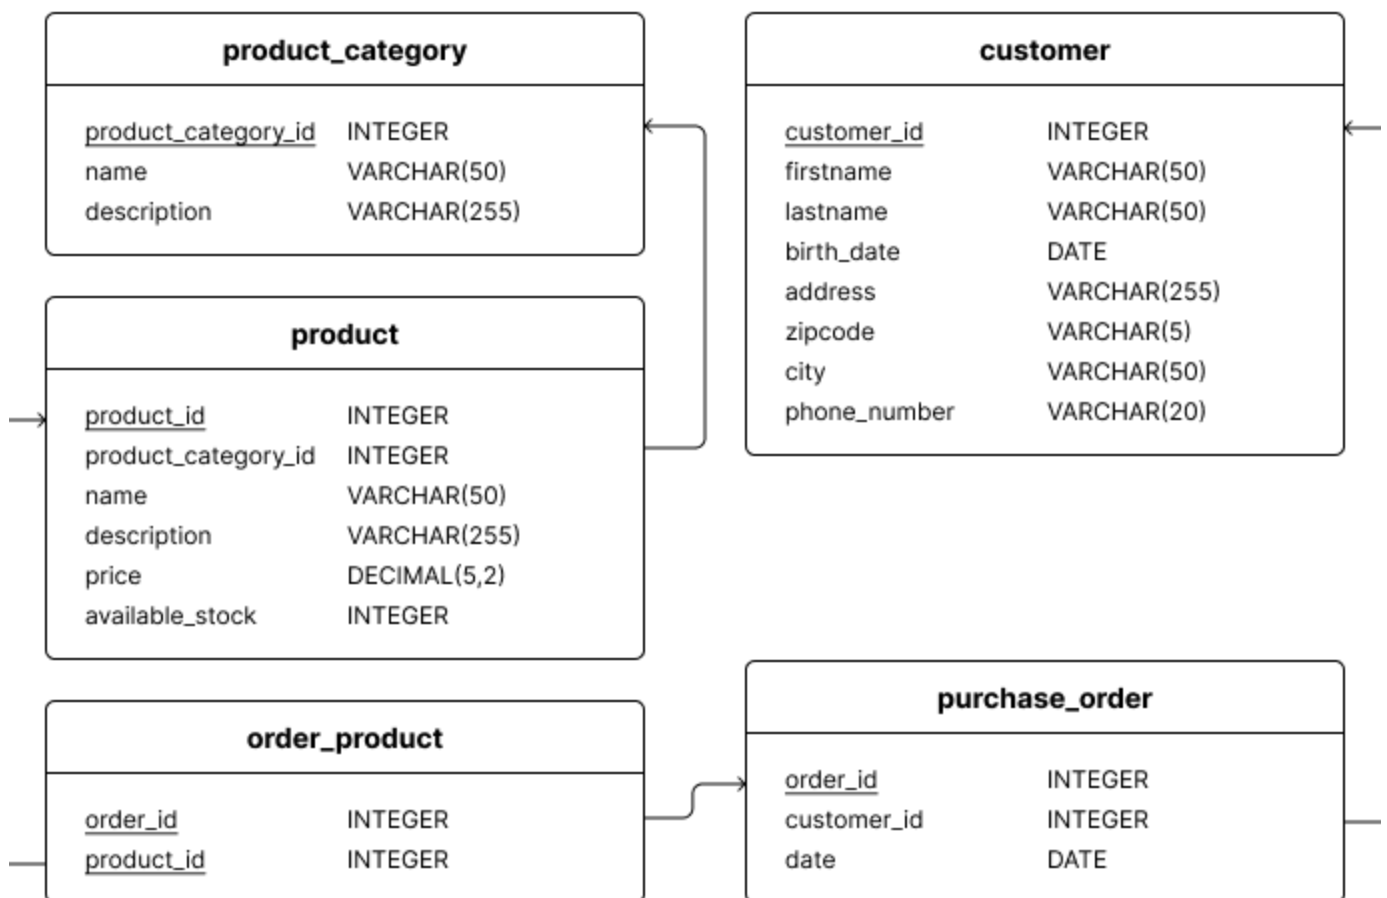 product_category
product_category_id INTEGER
name VARCHAR(50)
description VARCHAR(255)
product
product_id INTEGER
product_category_id INTEGER
name VARCHAR(50)
description VARCHAR(255)
price DECIMAL(5,2)
available_stock INTEGER
order_product
order_id INTEGER
product_id INTEGER
customer
customer_id INTEGER
firstname VARCHAR(50)
lastname VARCHAR(50)
birth_date DATE
address VARCHAR(255)
zipcode VARCHAR(5)
city VARCHAR(50)
phone_number VARCHAR(20)
purchase_order
order_id INTEGER
customer_id INTEGER
date DATE